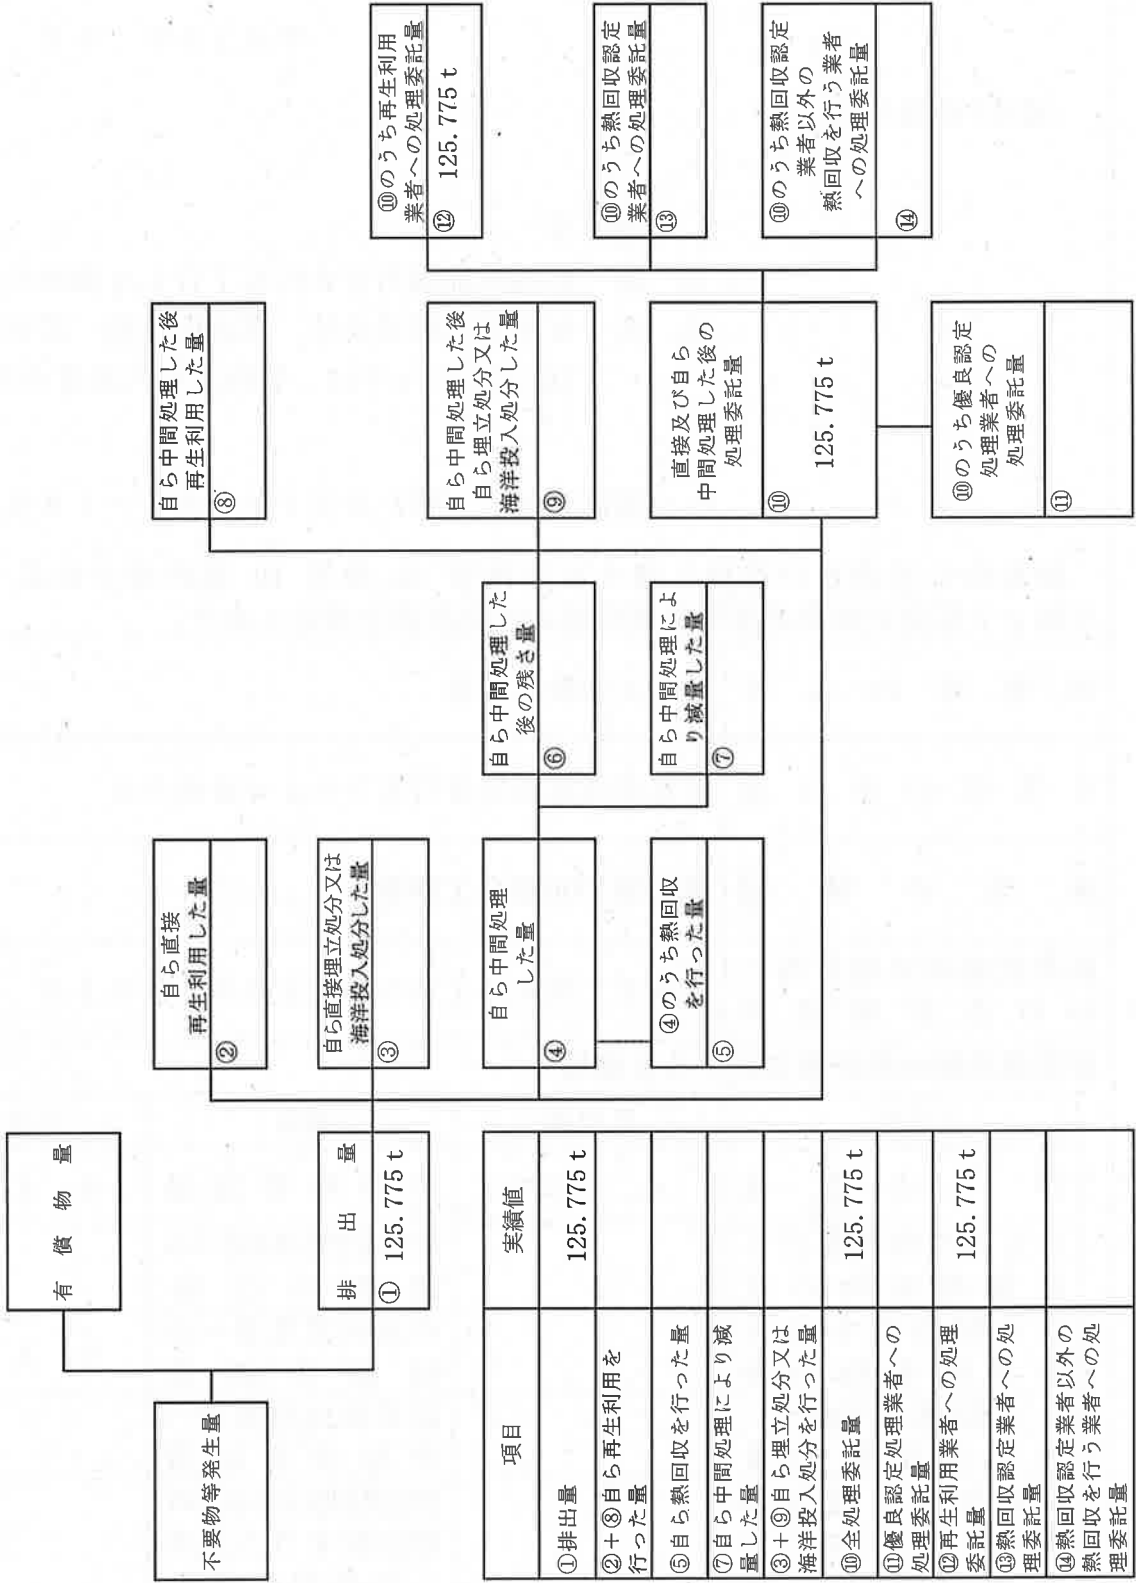 不要物等発生量
有償物量
排出量
① 125.775 t
自ら直接
再生利用した量
②
自ら直接埋立処分又は
海洋投入処分した量
③
自ら中間処理
した量
④
④のうち熱回収
を行った量
⑤
自ら中間処理した
後の残さ量
⑥
自ら中間処理によ
り減量した量
⑦
自ら中間処理した後
再生利用した量
⑧
自ら中間処理した後
自ら埋立処分又は
海洋投入処分した量
⑨
直接及び自ら
中間処理した後の
処理委託量
⑩
125.775 t
⑩のうち優良認定
処理業者への
処理委託量
⑪
⑩のうち再生利用
業者への処理委託量
⑫ 125.775 t
⑩のうち熱回収認定
業者への処理委託量
⑬
⑩のうち熱回収認定
業者以外の
熱回収を行う業者
への処理委託量
⑭
項目 実績値
①排出量 125.775 t
②+⑧自ら再生利用を
行った量
⑤自ら熱回収を行った量
⑦自ら中間処理により減
量した量
③+⑨自ら埋立処分又は
海洋投入処分を行った量
⑩全処理委託量 125.775 t
⑪優良認定処理業者への
処理委託量
⑫再生利用業者への処理
委託量 125.775 t
⑬熱回収認定業者への処
理委託量
⑭熱回収認定業者以外の
熱回収を行う業者への処
理委託量